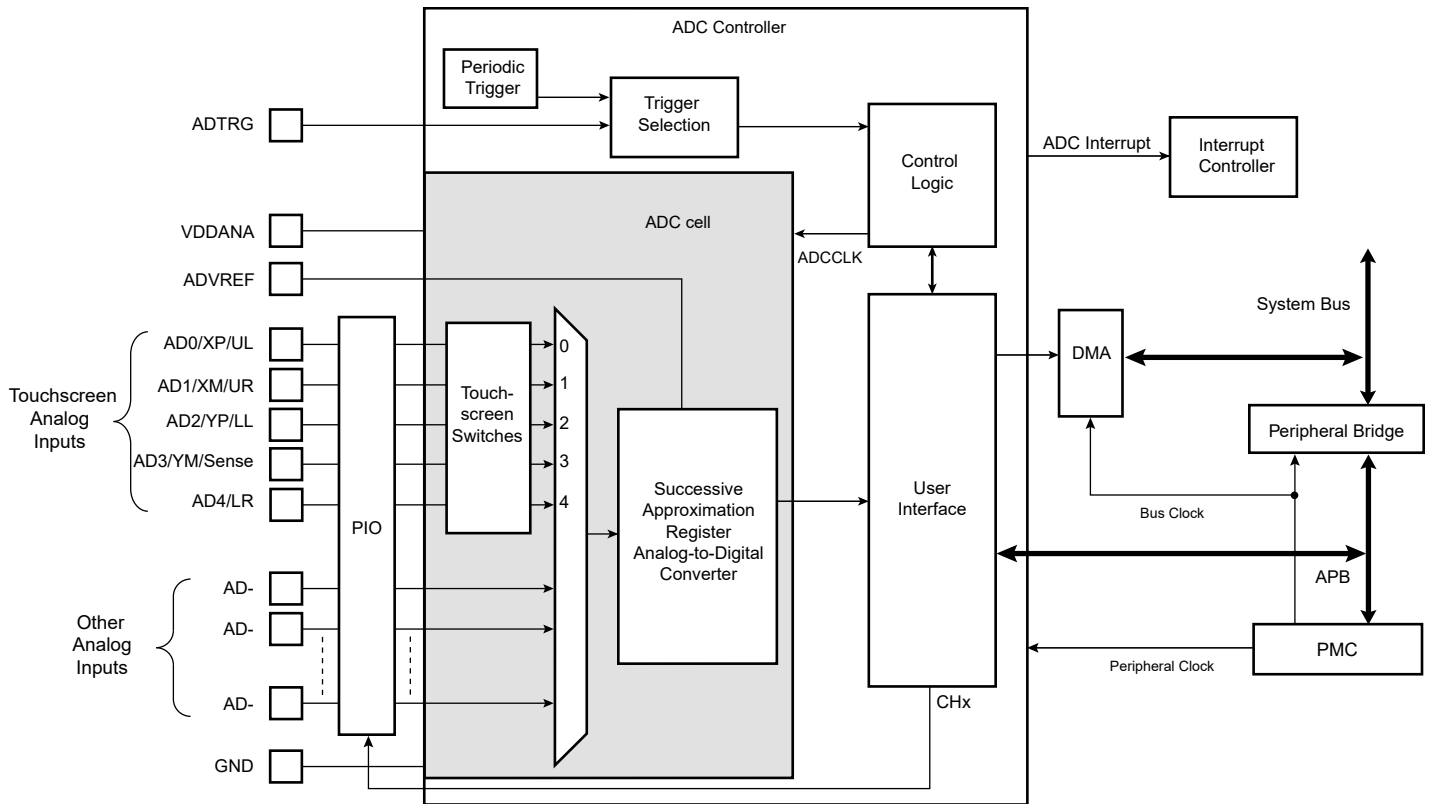 ADC Controller
Periodic
Trigger
Trigger
Selection
ADTRG
Control
Logic
ADC Interrupt
Interrupt
Controller
VDDANA
ADC cell
ADCCLK
ADVREF
System Bus
Touchscreen
Analog
Inputs
AD0/XP/UL
AD1/XM/UR
AD2/YP/LL
AD3/YM/Sense
AD4/LR
PIO
Touch-
screen
Switches
0
1
2
3
4
Successive
Approximation
Register
Analog-to-Digital
Converter
User
Interface
DMA
Peripheral Bridge
Bus Clock
APB
Other
Analog
Inputs
AD-
AD-
AD-
Peripheral Clock
PMC
CHx
GND